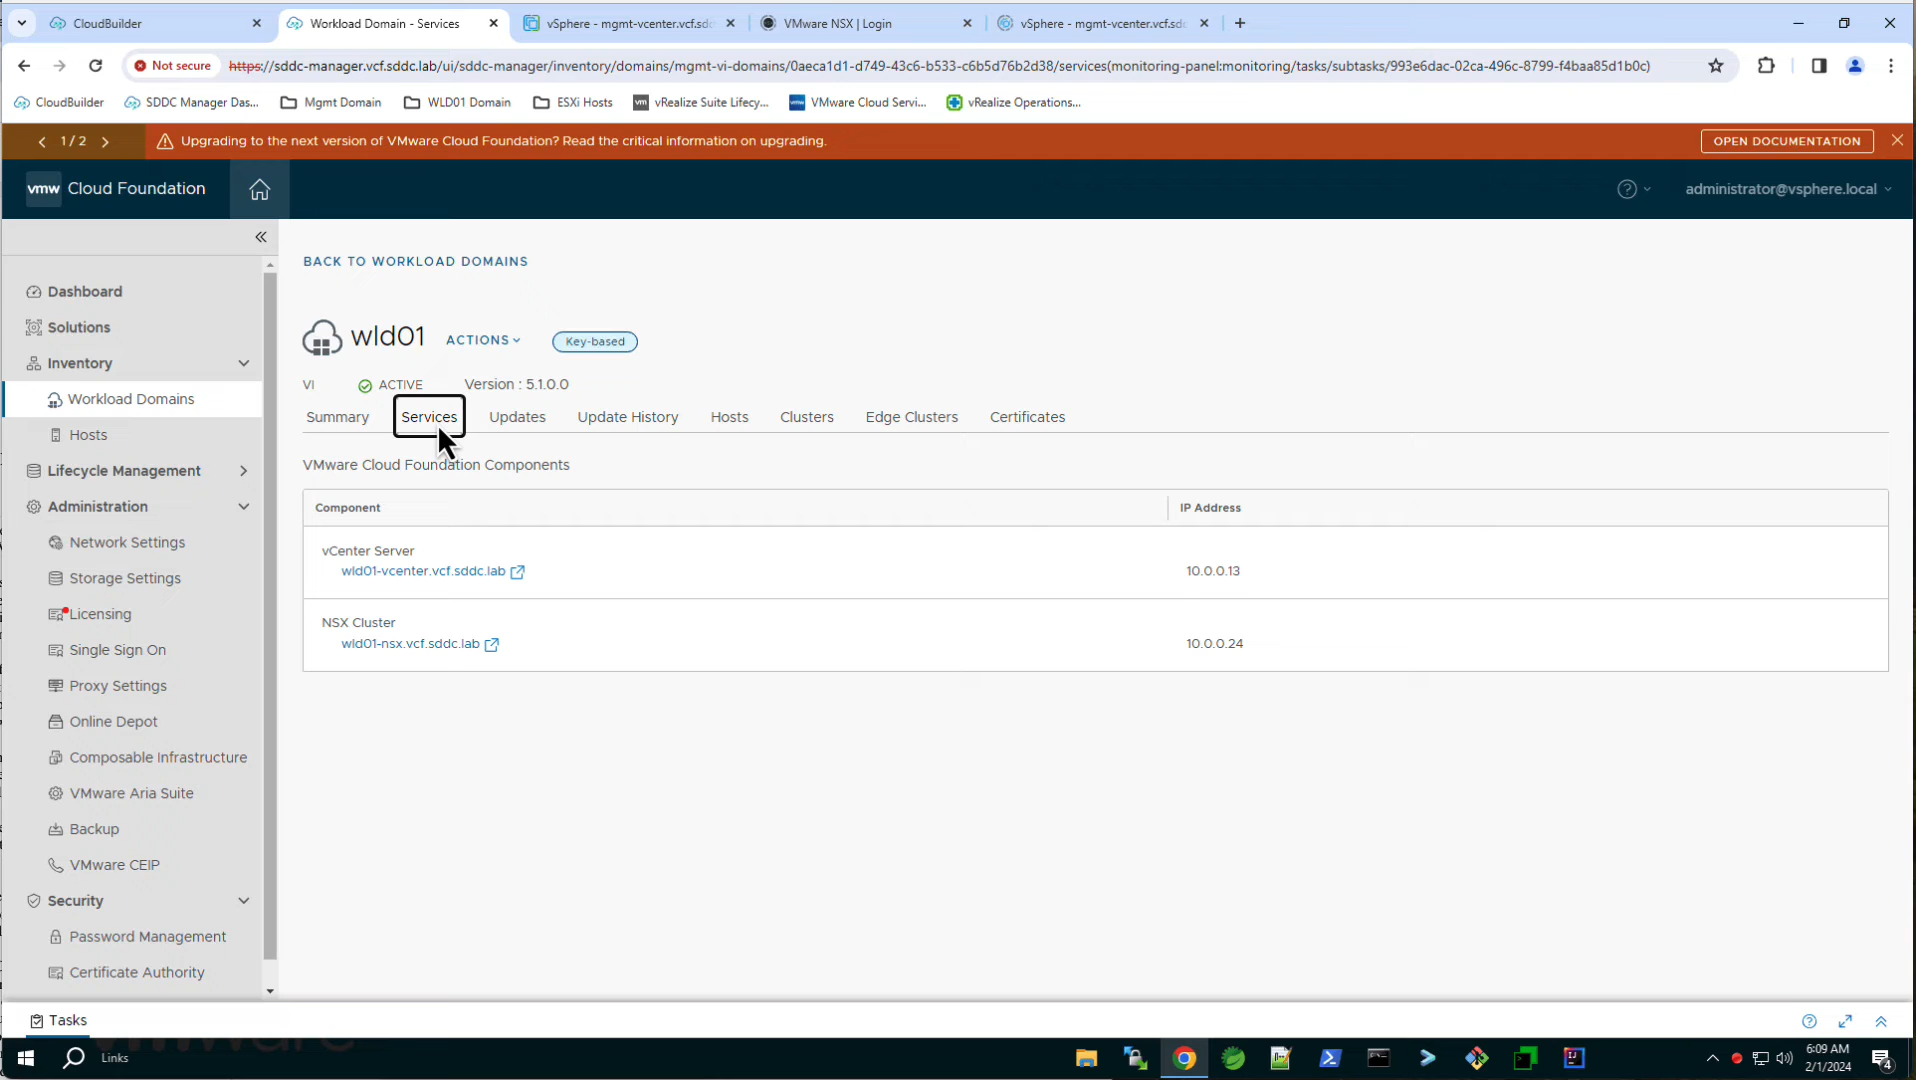 CloudBuilder
Workload Domain - Services
vSphere - mgmt-vcenter.vcf.sdd
VMware NSX | Login
vSphere - mgmt-vcenter.vcf.sdd
Not secure
https://sddc-manager.vcf.sddc.lab/ui/sddc-manager/inventory/domains/mgmt-vi-domains/0aeca1d1-d749-43c6-b533-c6b5d76b2d38/services(monitoring-panel:monitoring/tasks/subtasks/993e6dac-02ca-496c-8799-f4baa85d1b0c)
CloudBuilder
SDDC Manager Das...
Mgmt Domain
WLD01 Domain
ESXi Hosts
vm
vRealize Suite Lifecy...
VMware Cloud Servi...
vRealize Operations...
1 / 2
Upgrading to the next version of VMware Cloud Foundation? Read the critical information on upgrading.
OPEN DOCUMENTATION
vmw Cloud Foundation
administrator@vsphere.local
Dashboard
Solutions
Inventory
Workload Domains
Hosts
Lifecycle Management
Administration
Network Settings
Storage Settings
Licensing
Single Sign On
Proxy Settings
Online Depot
Composable Infrastructure
VMware Aria Suite
Backup
VMware CEIP
Security
Password Management
Certificate Authority
BACK TO WORKLOAD DOMAINS
wld01
ACTIONS
Key-based
VI
ACTIVE
Version : 5.1.0.0
Summary
Services
Updates
Update History
Hosts
Clusters
Edge Clusters
Certificates
VMware Cloud Foundation Components
Component
IP Address
vCenter Server
wld01-vcenter.vcf.sddc.lab
10.0.0.13
NSX Cluster
wld01-nsx.vcf.sddc.lab
10.0.0.24
Tasks
Links
6:09 AM
2/1/2024
4